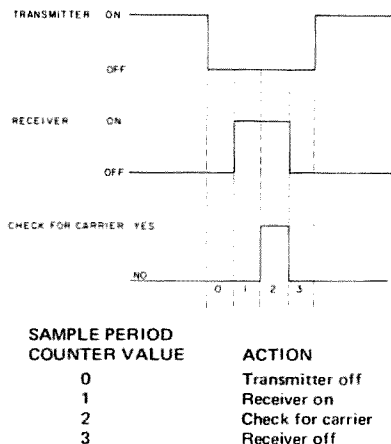 TRANSMITTER ON
OFF
RECEIVER ON
OFF
CHECK FOR CARRIER YES
NO
0 1 2 3
SAMPLE PERIOD
COUNTER VALUE ACTION
0 Transmitter off
1 Receiver on
2 Check for carrier
3 Receiver off